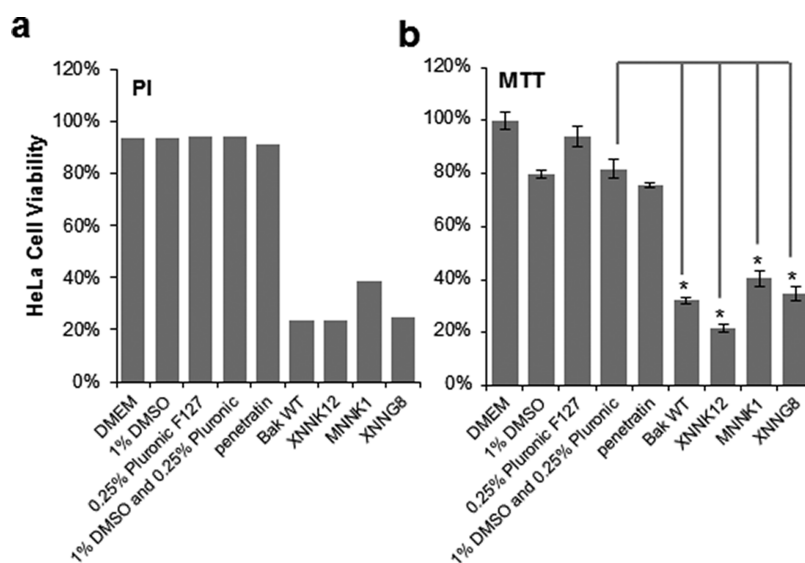 a
PI
HeLa Cell Viability
120%
100%
80%
60%
40%
20%
0%
DMEM
1% DMSO
0.25% Pluronic F127
1% DMSO and 0.25% Pluronic
penetratin
Bak WT
XNNK12
MNNK1
XNNG8
b
MTT
120%
100%
80%
60%
40%
20%
0%
*
*
*
*
DMEM
1% DMSO
0.25% Pluronic F127
1% DMSO and 0.25% Pluronic
penetratin
Bak WT
XNNK12
MNNK1
XNNG8